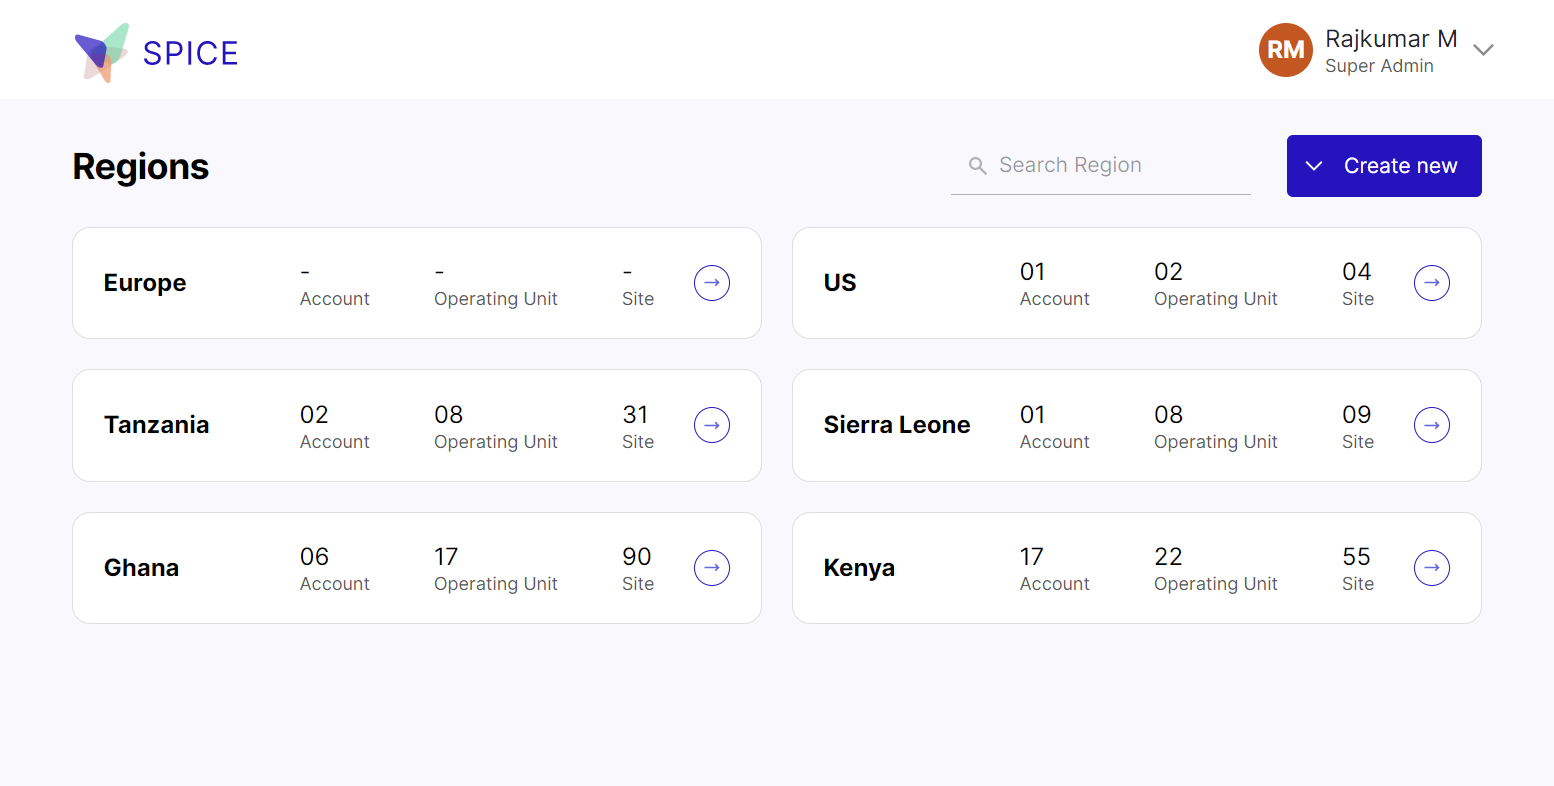 SPICE
RM
Rajkumar M
Super Admin
Regions
Search Region
Create new
Europe
-
Account
-
Operating Unit
-
Site
US
01
Account
02
Operating Unit
04
Site
Tanzania
02
Account
08
Operating Unit
31
Site
Sierra Leone
01
Account
08
Operating Unit
09
Site
Ghana
06
Account
17
Operating Unit
90
Site
Kenya
17
Account
22
Operating Unit
55
Site